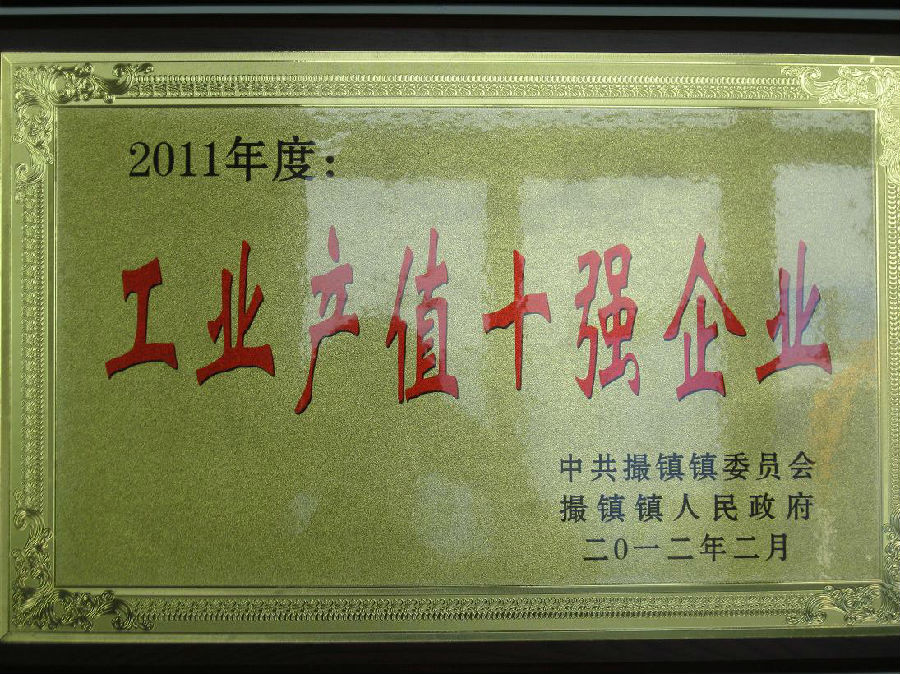 2011年度:
工业产值十强企业
中共撮镇镇委员会
撮镇镇人民政府
二0一二年二月